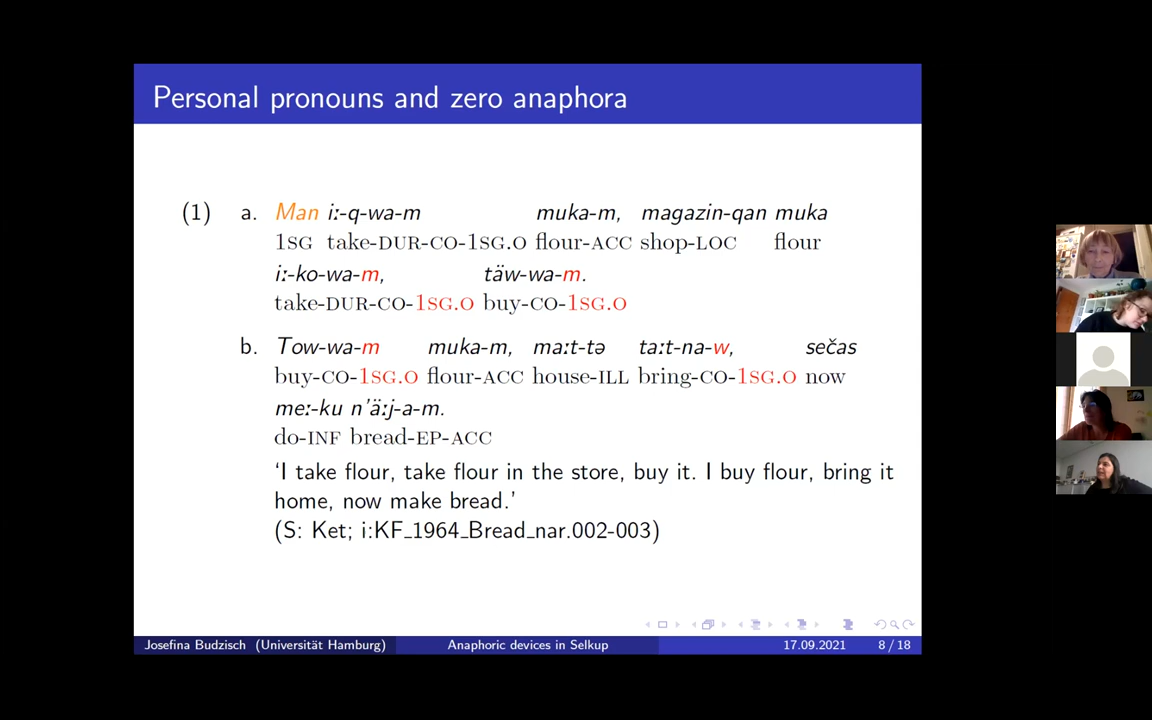 Personal pronouns and zero anaphora
(1) a. Man iː-q-wa-m muka-m, magazin-qan muka
1SG take-DUR-CO-1SG.O flour-ACC shop-LOC flour
iː-ko-wa-m, täw-wa-m.
take-DUR-CO-1SG.O buy-CO-1SG.O
b. Tow-wa-m muka-m, maːt-tə taːt-na-w, sečas
buy-CO-1SG.O flour-ACC house-ILL bring-CO-1SG.O now
meː-ku n’äːj-a-m.
do-INF bread-EP-ACC
‘I take flour, take flour in the store, buy it. I buy flour, bring it
home, now make bread.’
(S: Ket; i:KF_1964_Bread_nar.002-003)
Josefina Budzisch (Universität Hamburg) Anaphoric devices in Selkup 17.09.2021 8 / 18